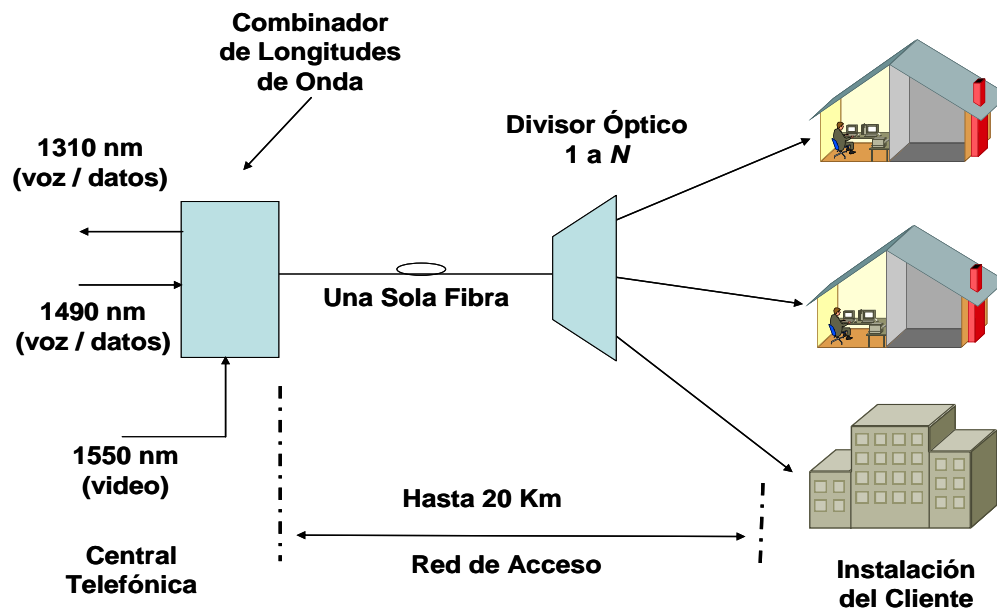 Combinador
de Longitudes
de Onda
1310 nm
(voz / datos)
Divisor Óptico
1 a N
Una Sola Fibra
1490 nm
(voz / datos)
1550 nm
(video)
Hasta 20 Km
Central
Telefónica
Red de Acceso
Instalación
del Cliente